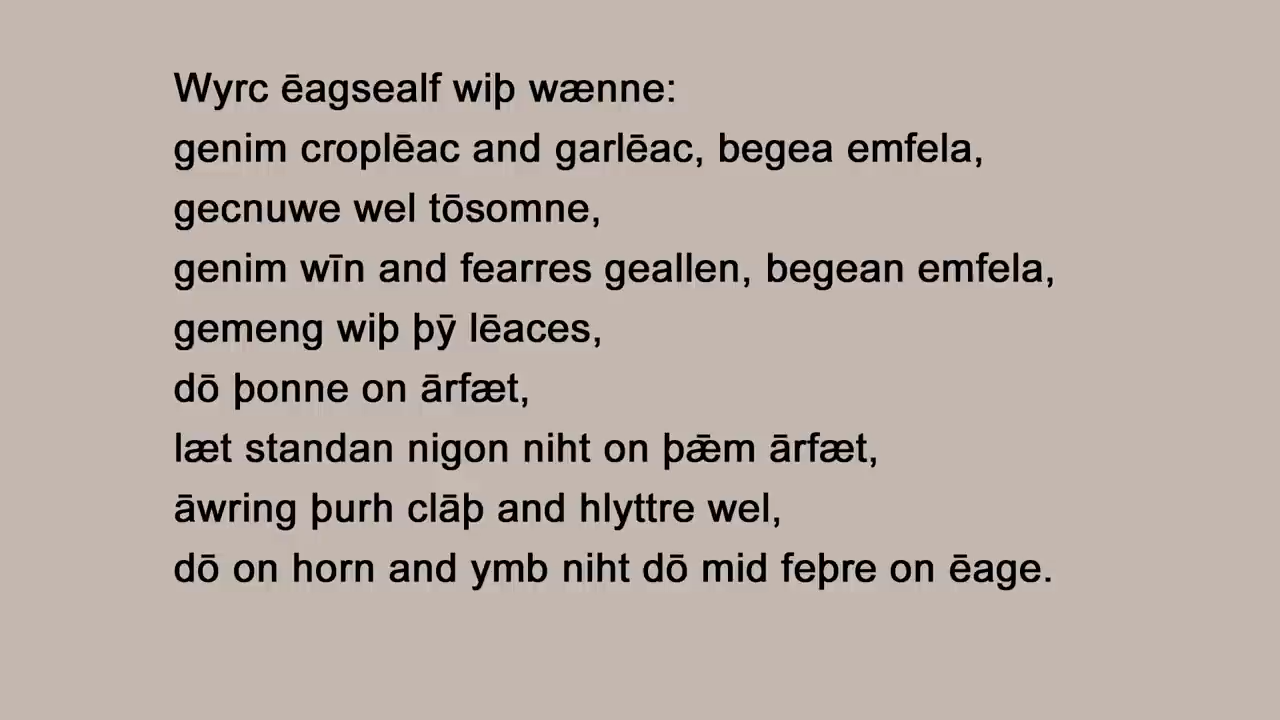 Wyrc ēagsealf wiþ wænne:
genim croplēac and garlēac, begea emfela,
gecnuwe wel tōsomne,
genim wīn and fearres geallen, begean emfela,
gemeng wiþ þȳ lēaces,
dō þonne on ārfæt,
læt standan nigon niht on þǣm ārfæt,
āwring þurh clāþ and hlyttre wel,
dō on horn and ymb niht dō mid feþre on ēage.